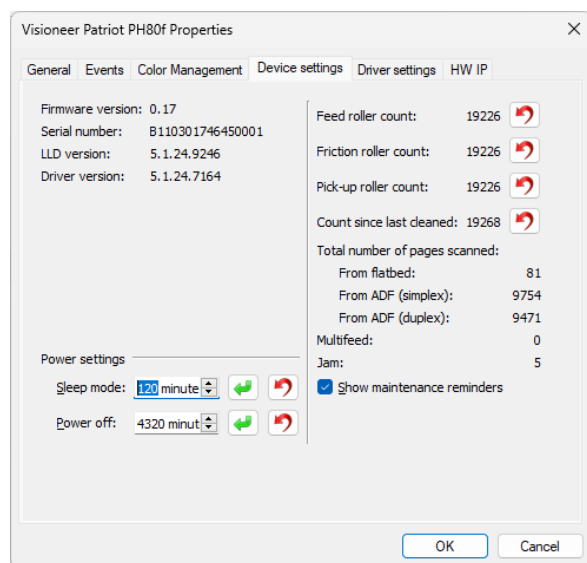 Visioneer Patriot PH80f Properties
General Events Color Management Device settings Driver settings HW IP
Firmware version: 0.17
Serial number: B110301746450001
LLD version: 5.1.24.9246
Driver version: 5.1.24.7164
Power settings
Sleep mode: 120 minute
Power off: 4320 minut
Feed roller count: 19226
Friction roller count: 19226
Pick-up roller count: 19226
Count since last cleaned: 19268
Total number of pages scanned:
From flatbed: 81
From ADF (simplex): 9754
From ADF (duplex): 9471
Multifeed: 0
Jam: 5
Show maintenance reminders
OK Cancel